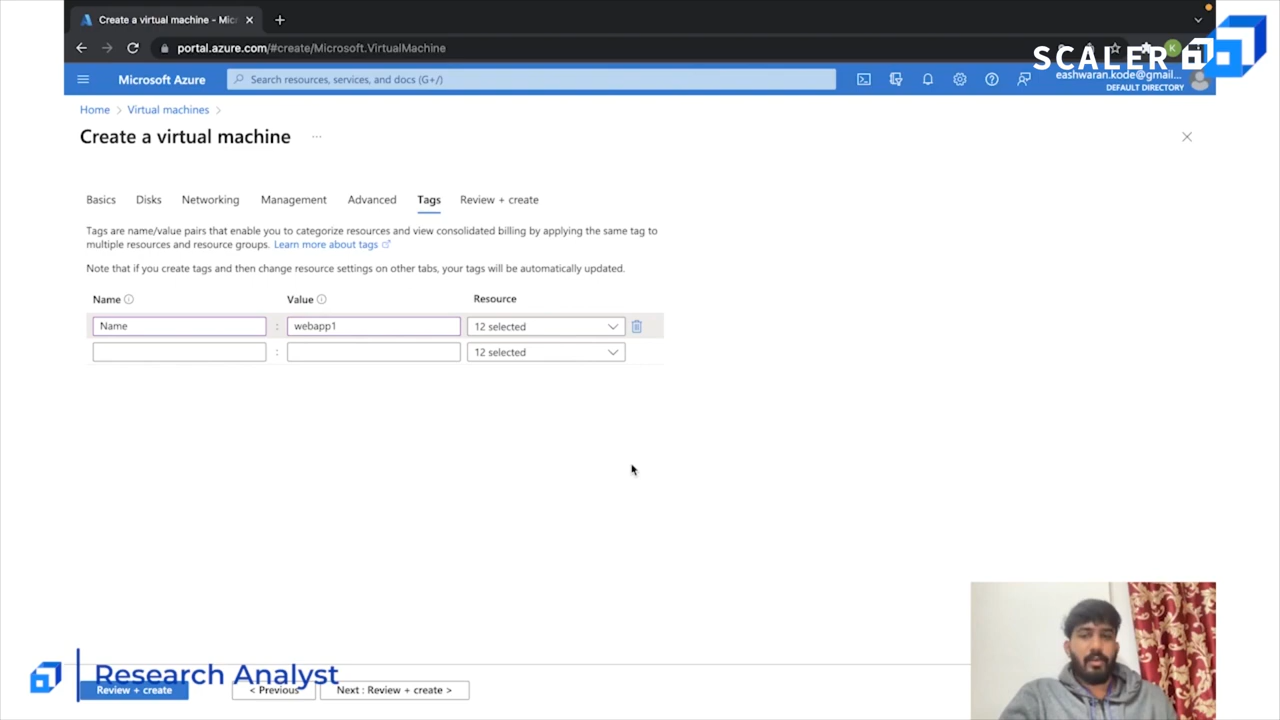 Create a virtual machine - Mic
portal.azure.com/#create/Microsoft.VirtualMachine
SCALER
K
Microsoft Azure
Search resources, services, and docs (G+/)
eashwaran.kode@gmail...
DEFAULT DIRECTORY
Home > Virtual machines >
Create a virtual machine ...
Basics Disks Networking Management Advanced Tags Review + create
Tags are name/value pairs that enable you to categorize resources and view consolidated billing by applying the same tag to
multiple resources and resource groups. Learn more about tags
Note that if you create tags and then change resource settings on other tabs, your tags will be automatically updated.
Name Value Resource
Name : webapp1 12 selected
: 12 selected
Research Analyst
Review + create < Previous Next : Review + create >